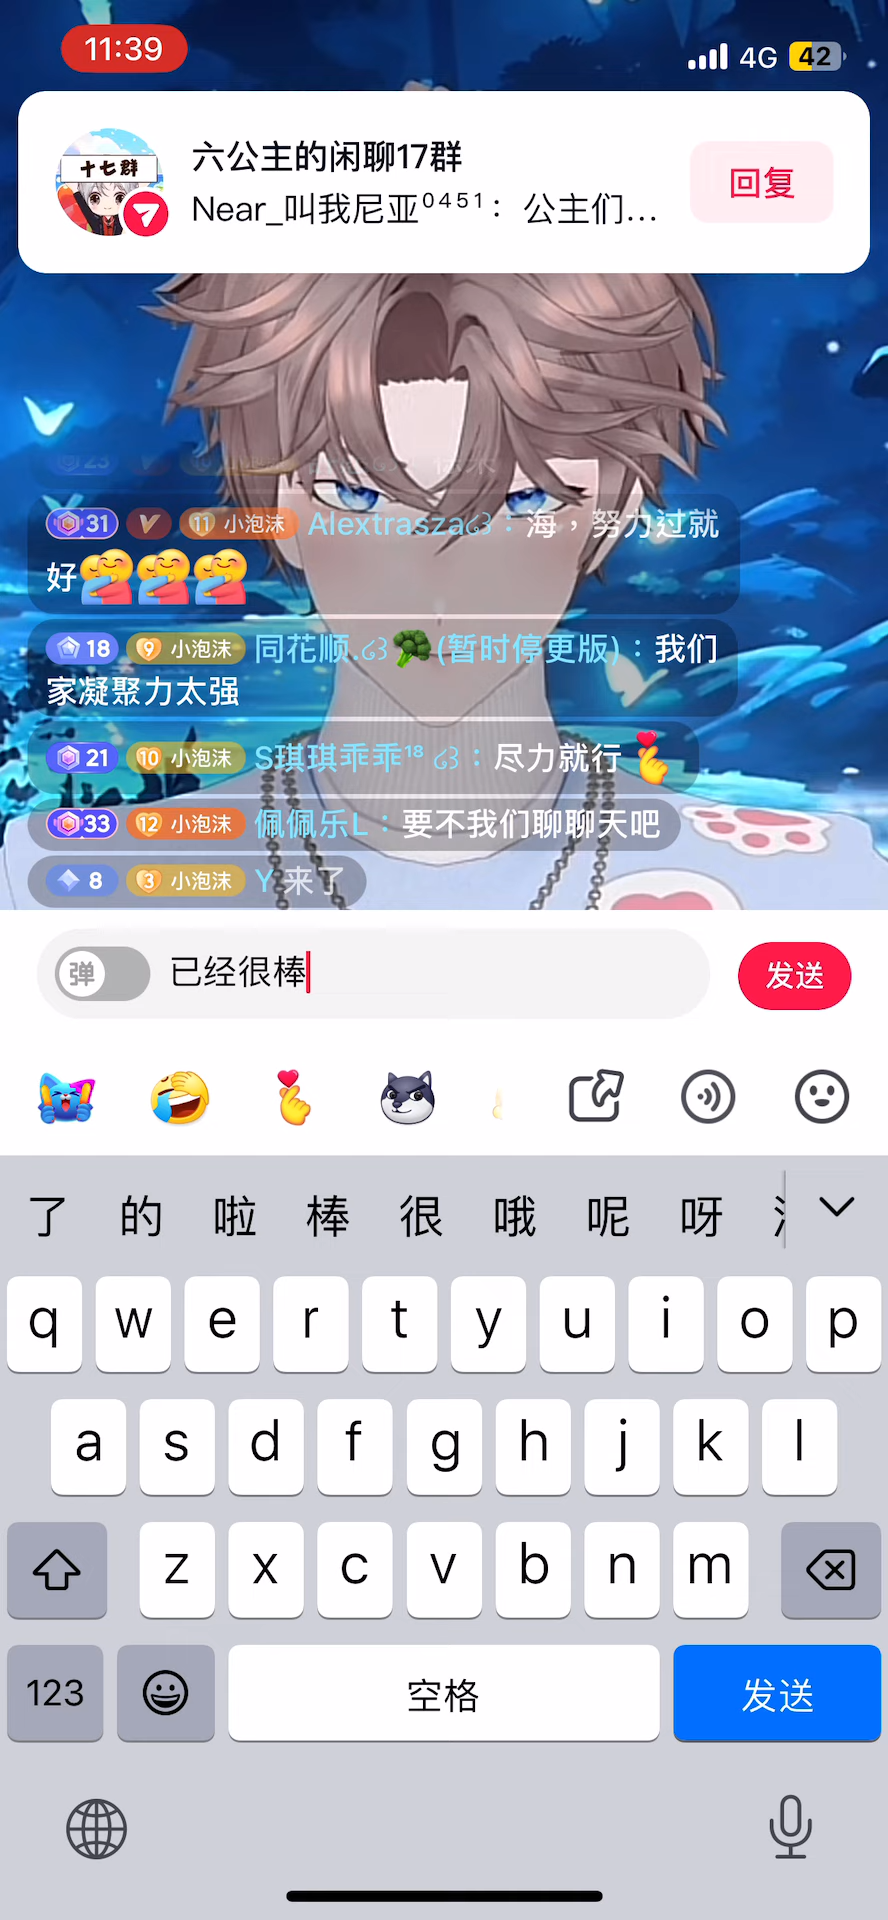 11:39
4G 42
十七群
六公主的闲聊17群
Near_叫我尼亚⁰⁴⁵¹：公主们...
回复
23
31 V 11 小泡沫 Alextrasza：海，努力过就
好🫂🫂🫂
18 9 小泡沫 同花顺.🥦(暂时停更版)：我们
家凝聚力太强
21 10 小泡沫 S琪琪乖乖¹⁸：尽力就行
33 12 小泡沫 佩佩乐L：要不我们聊聊天吧
8 3 小泡沫 Y 来了
弹 已经很棒
发送
了 的 啦 棒 很 哦 呢 呀
q w e r t y u i o p
a s d f g h j k l
z x c v b n m
123 空格 发送